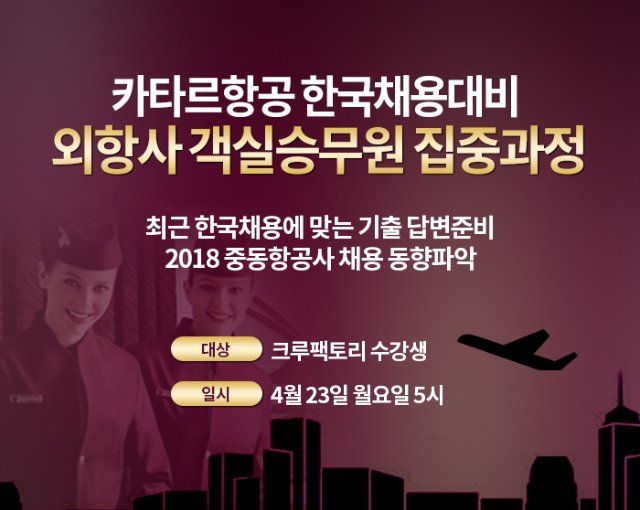 카타르항공 한국채용대비
외항사 객실승무원 집중과정
최근 한국채용에 맞는 기출 답변준비
2018 중동항공사 채용 동향파악
대상 크루팩토리 수강생
일시 4월 23일 월요일 5시